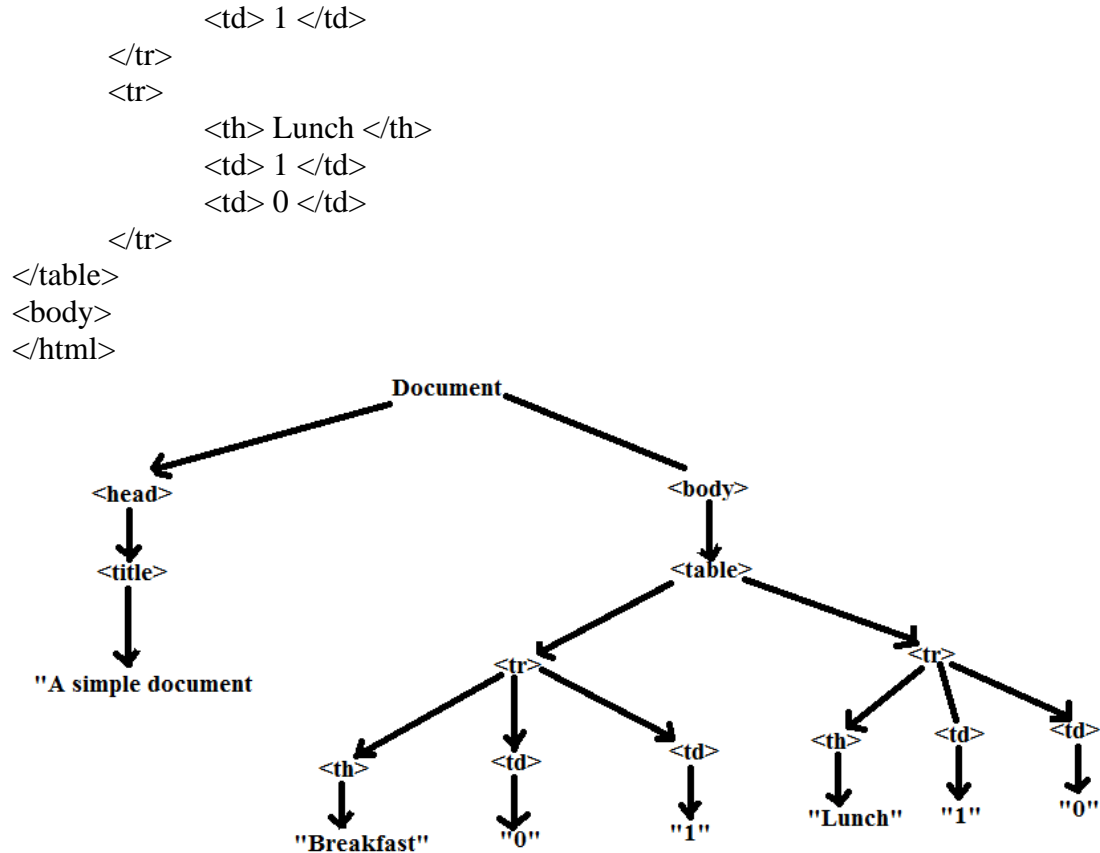 <td> 1 </td>
</tr>
<tr>
<th> Lunch </th>
<td> 1 </td>
<td> 0 </td>
</tr>
</table>
<body>
</html>
Document
<head> <body>
<title> <table>
"A simple document <tr> <tr>
<th> <td> <td> <th> <td> <td>
"Breakfast" "0" "1" "Lunch" "1" "0"